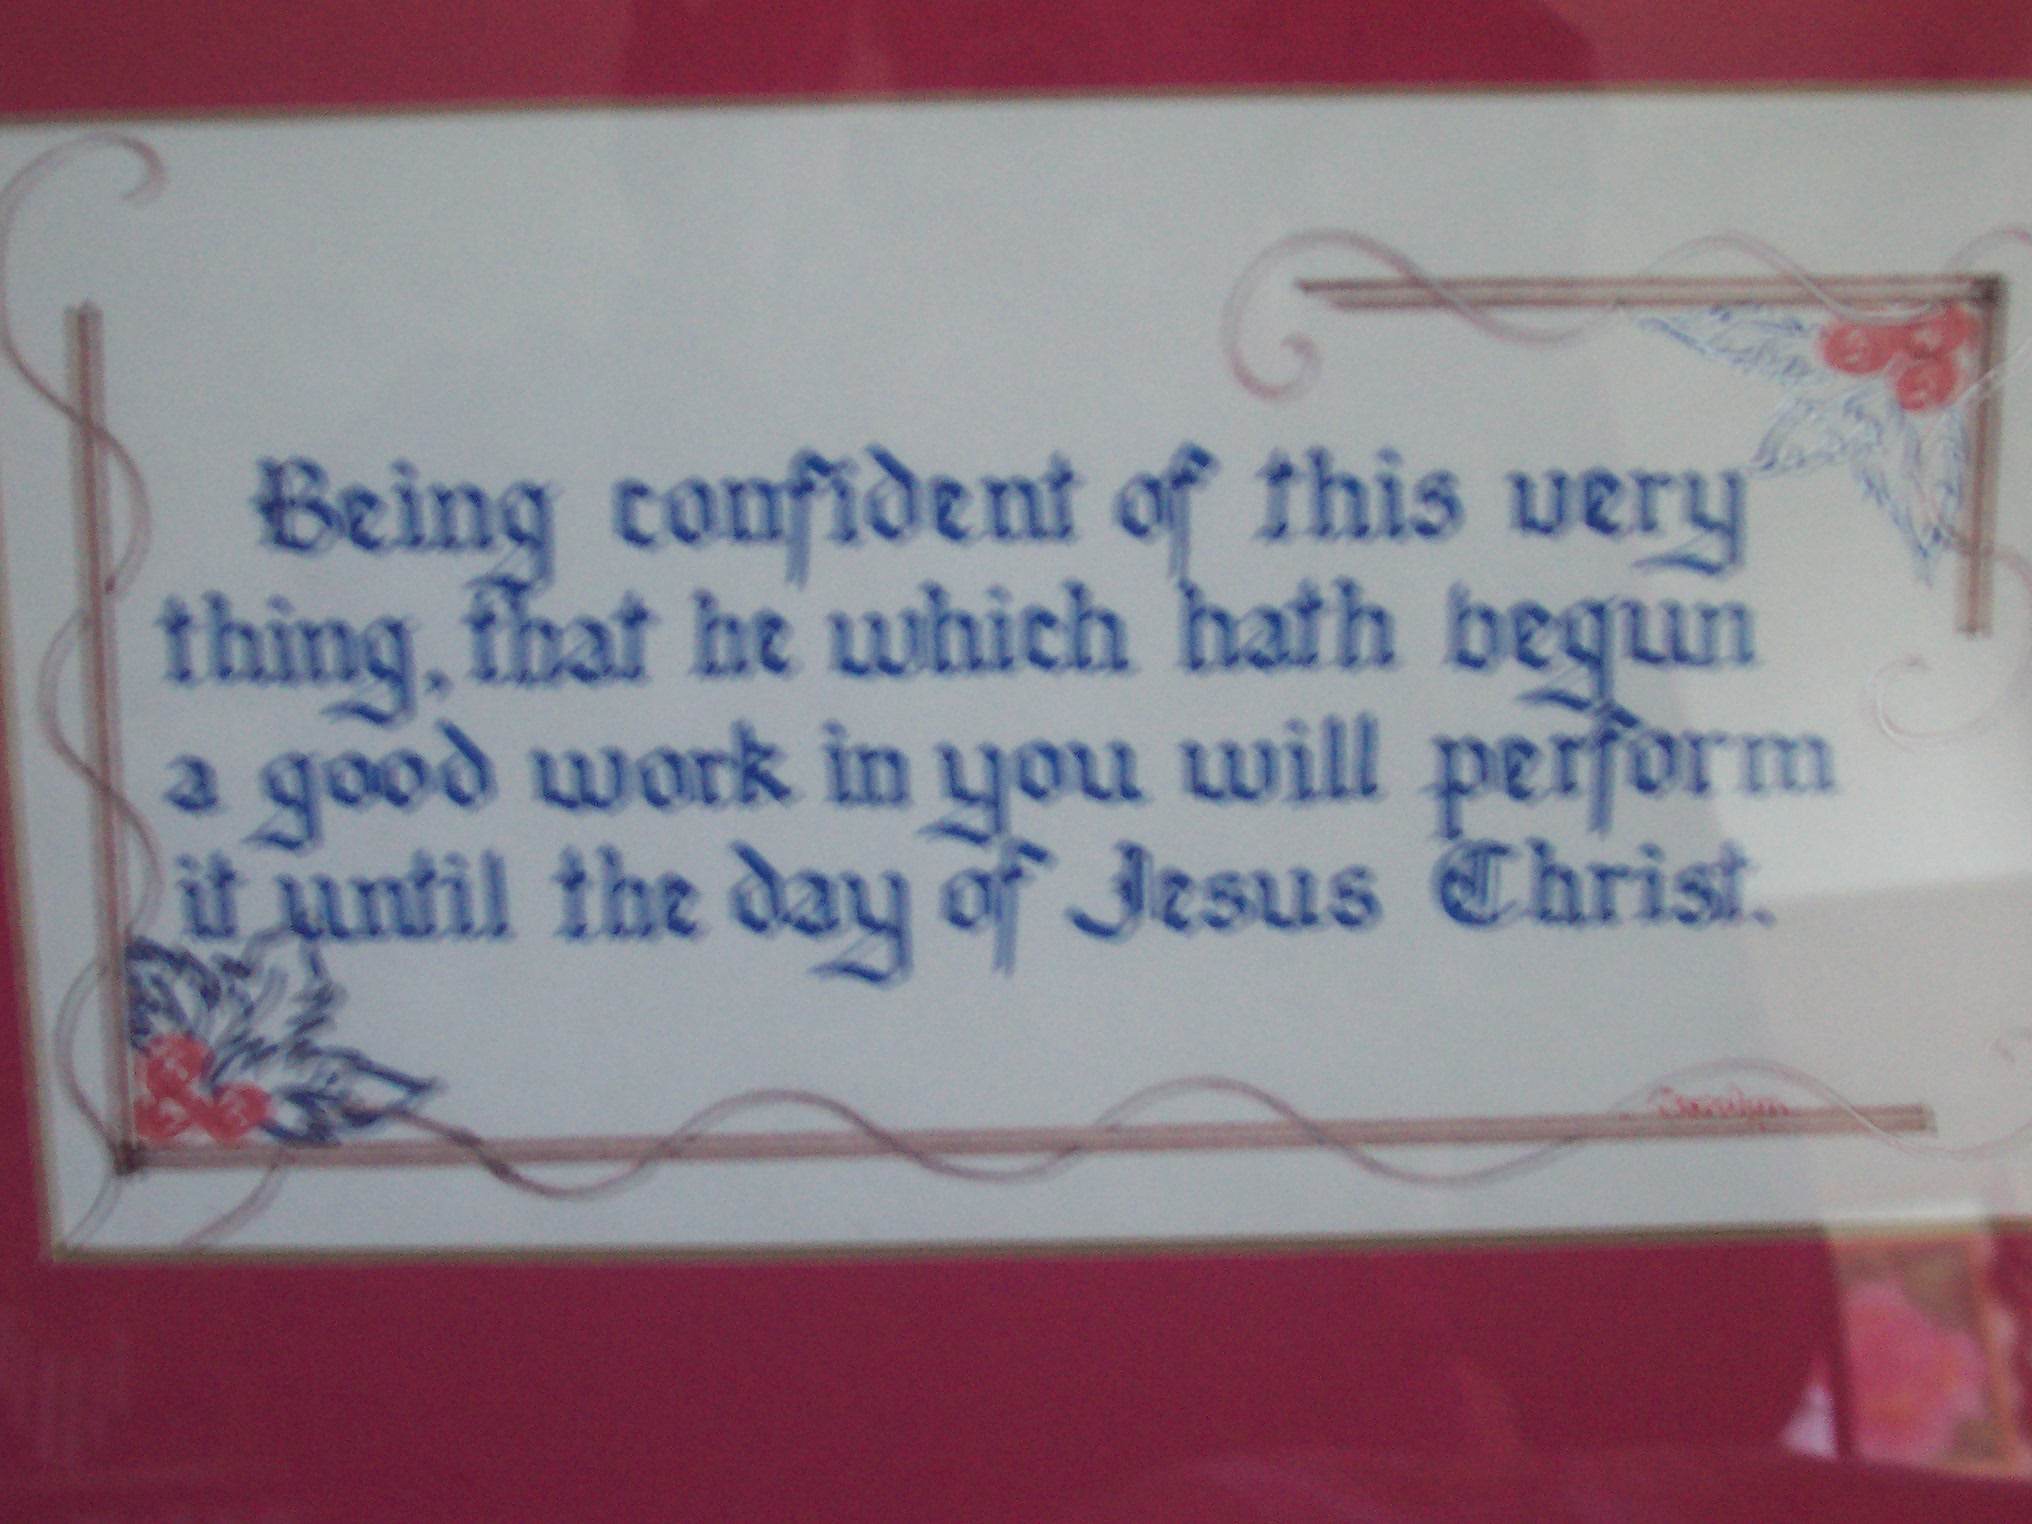 Being confident of this very
thing, that he which hath begun
a good work in you will perform
it until the day of Jesus Christ.